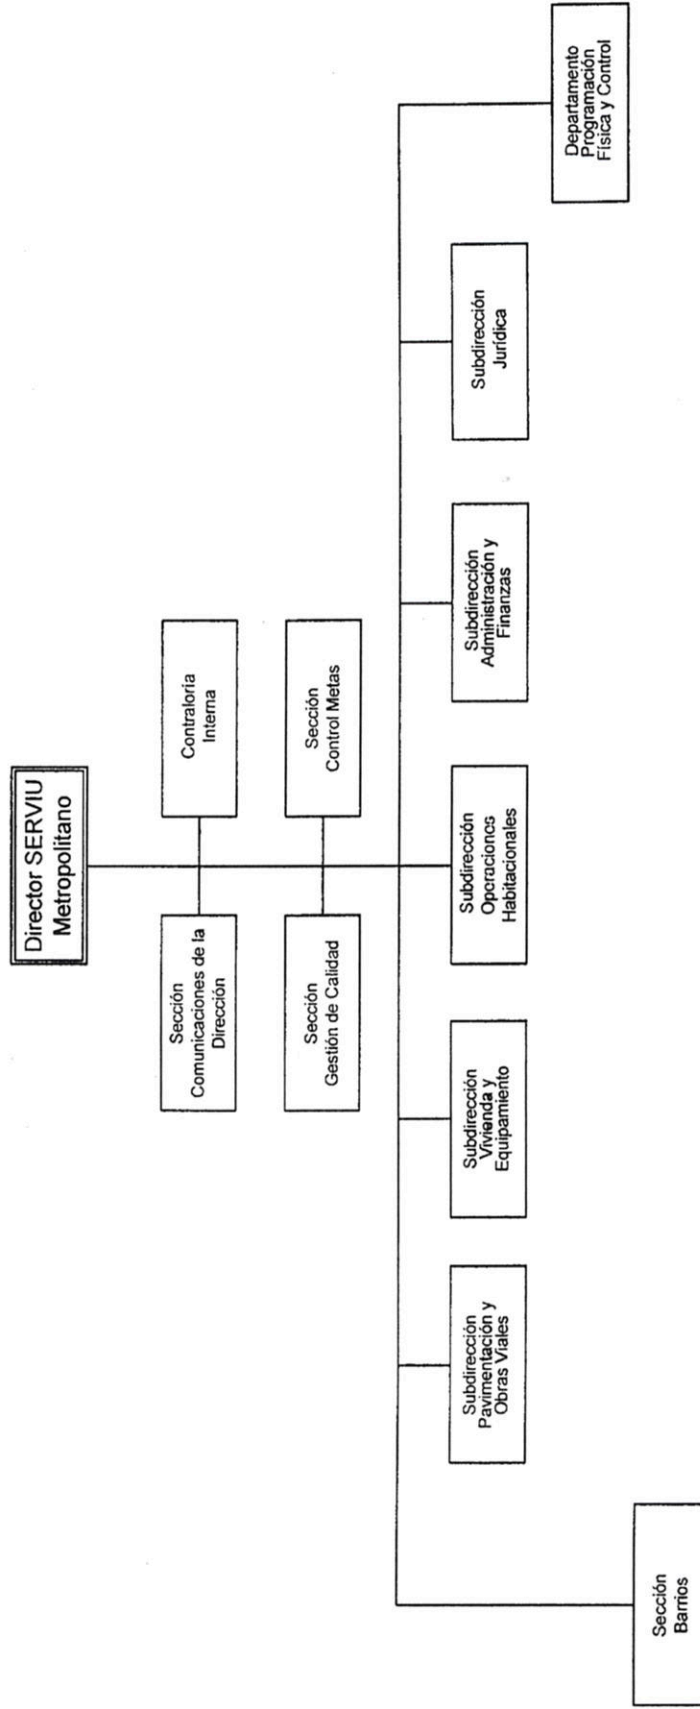 Director SERVIU
Metropolitano
Sección
Comunicaciones de la
Dirección
Contraloria
Interna
Sección
Gestión de Calidad
Sección
Control Metas
Sección
Barrios
Subdirección
Pavimentación y
Obras Viales
Subdirección
Vivienda y
Equipamiento
Subdirección
Operaciones
Habitacionales
Subdirección
Administración y
Finanzas
Subdirección
Jurídica
Departamento
Programación
Física y Control